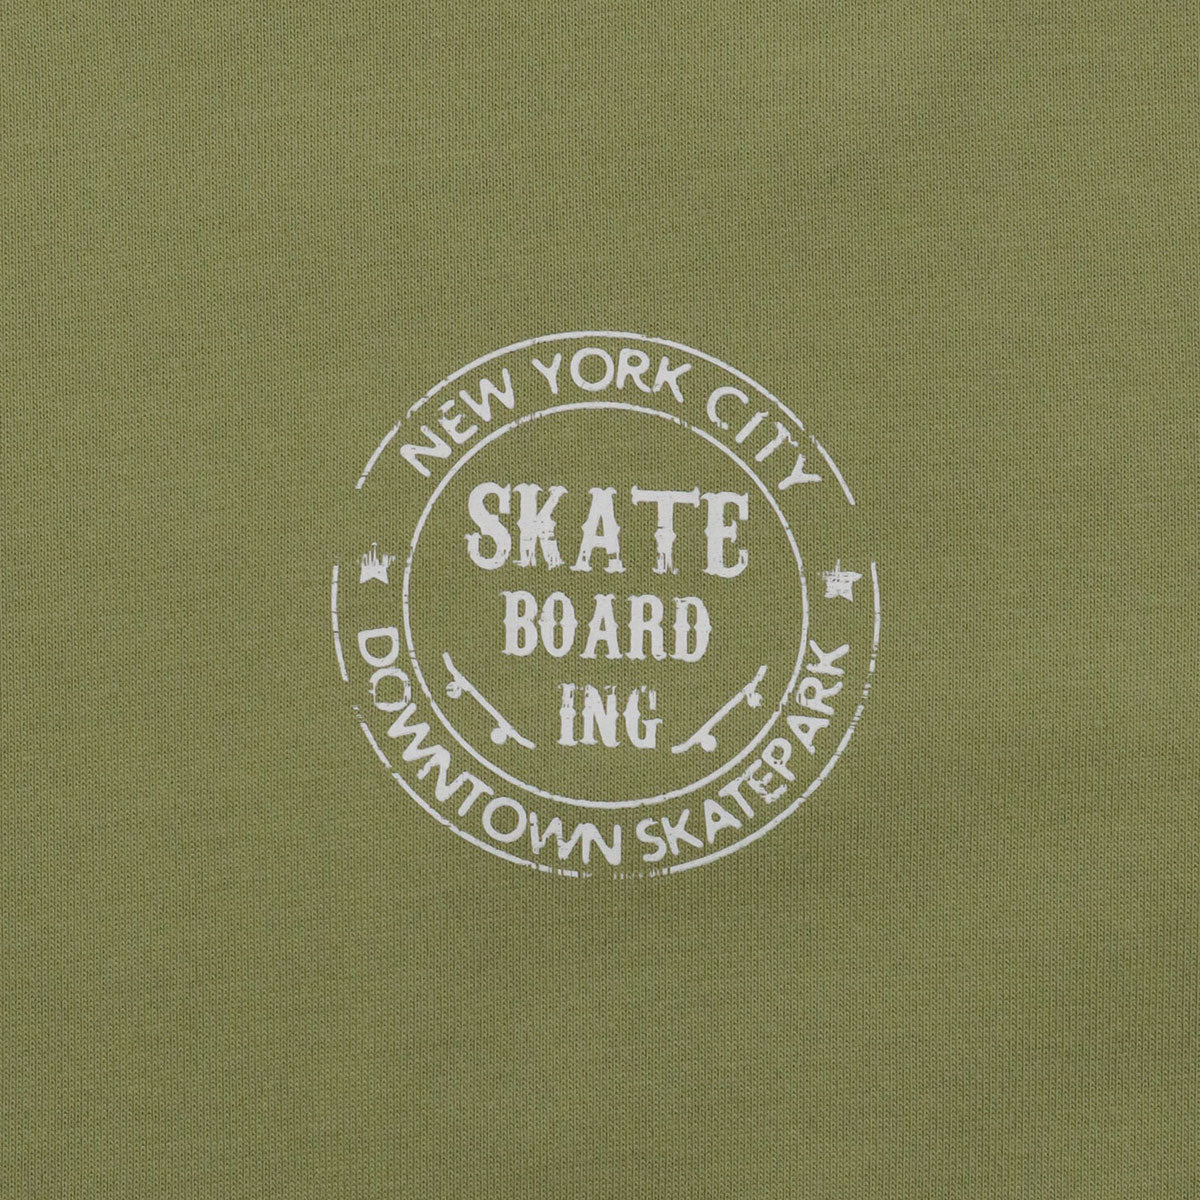 NEW YORK CITY
SKATE
BOARD
ING
DOWNTOWN SKATEPARK